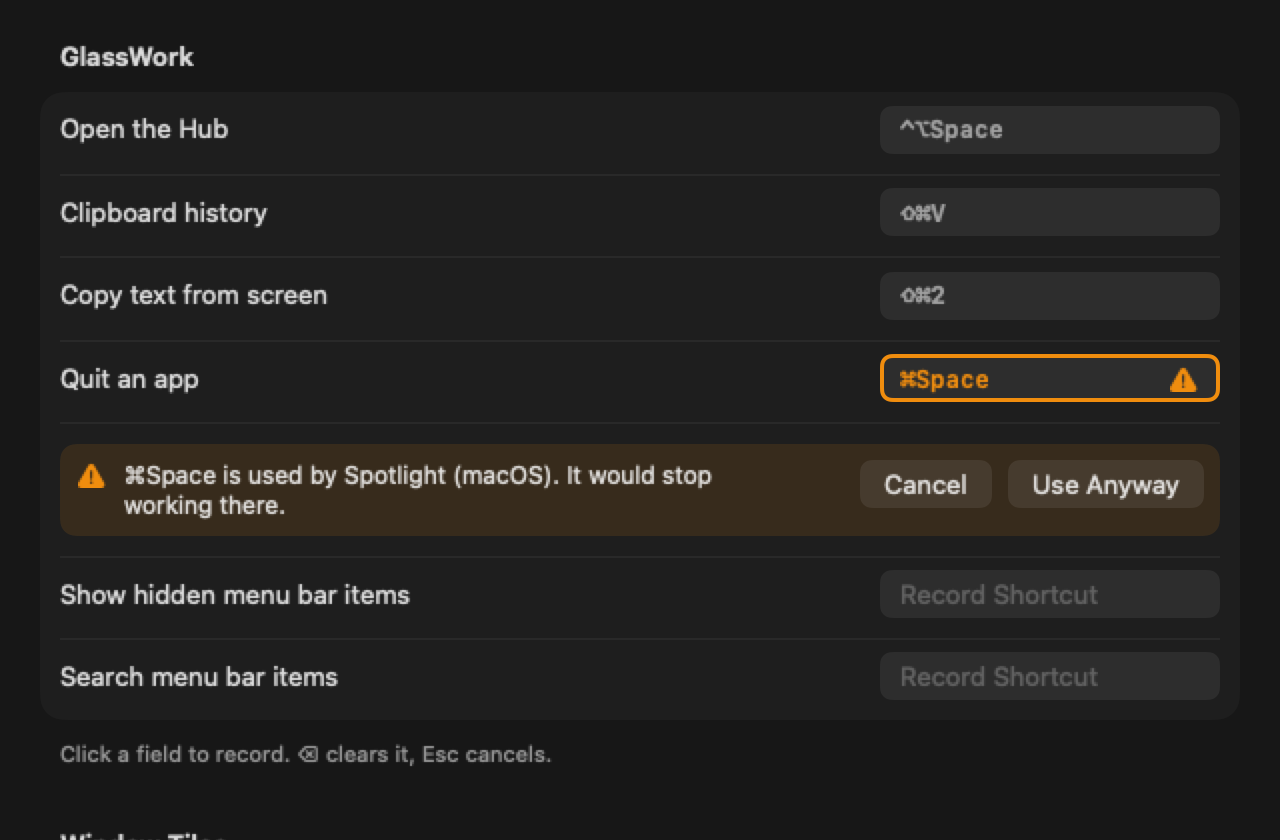 GlassWork
Open the Hub
⌃⌥Space
Clipboard history
⇧⌘V
Copy text from screen
⇧⌘2
Quit an app
⌘Space
⌘Space is used by Spotlight (macOS). It would stop
working there.
Cancel
Use Anyway
Show hidden menu bar items
Record Shortcut
Search menu bar items
Record Shortcut
Click a field to record. ⌫ clears it, Esc cancels.